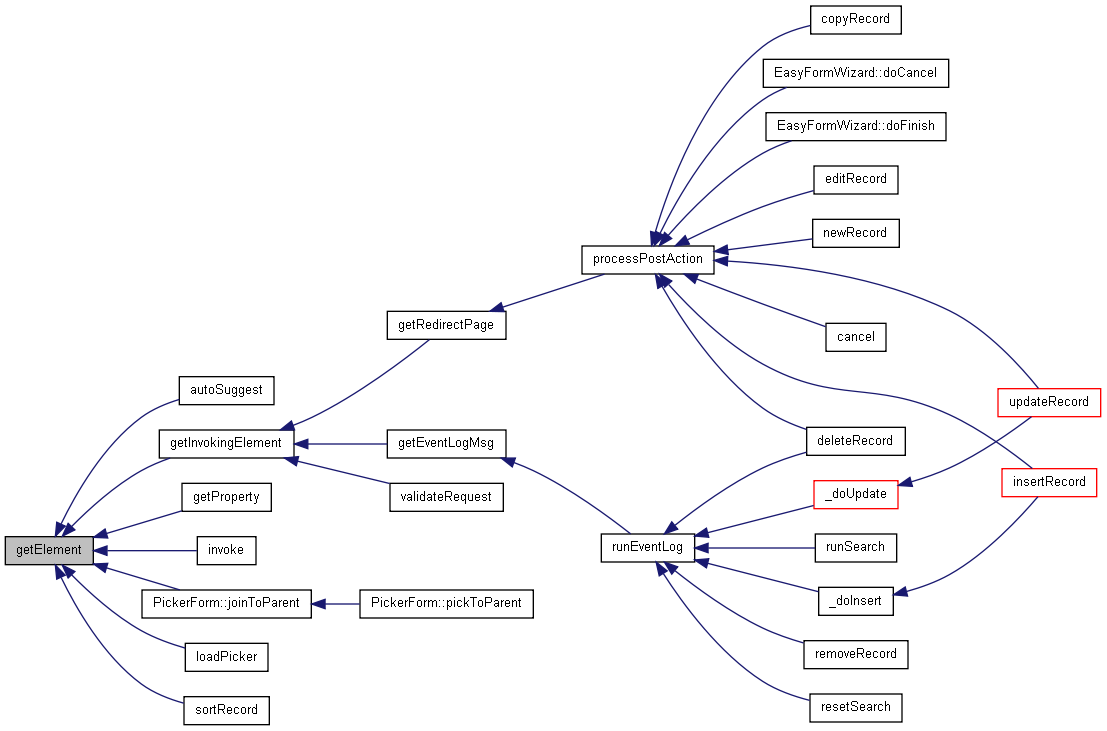 copyRecord
EasyFormWizard::doCancel
EasyFormWizard::doFinish
editRecord
newRecord
processPostAction
getRedirectPage
cancel
autoSuggest
updateRecord
getInvokingElement
getEventLogMsg
deleteRecord
insertRecord
getProperty
validateRequest
_doUpdate
getElement
invoke
runEventLog
runSearch
PickerForm::joinToParent
PickerForm::pickToParent
_doInsert
loadPicker
removeRecord
sortRecord
resetSearch